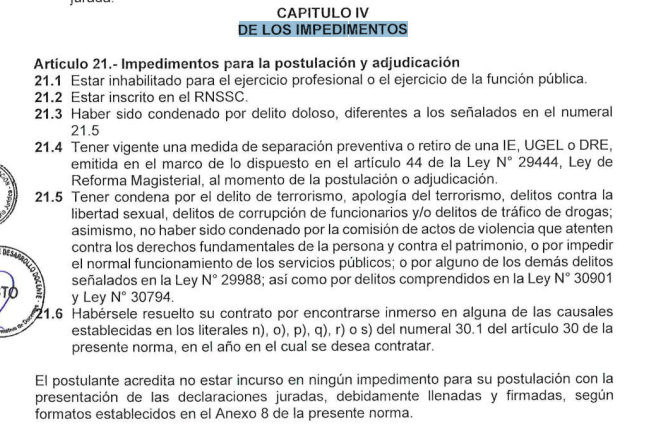 jurada.
CAPITULO IV
DE LOS IMPEDIMENTOS
Artículo 21.- Impedimentos para la postulación y adjudicación
21.1 Estar inhabilitado para el ejercicio profesional o el ejercicio de la función pública.
21.2 Estar inscrito en el RNSSC.
21.3 Haber sido condenado por delito doloso, diferentes a los señalados en el numeral
21.5
21.4 Tener vigente una medida de separación preventiva o retiro de una IE, UGEL o DRE,
emitida en el marco de lo dispuesto en el artículo 44 de la Ley N° 29444, Ley de
Reforma Magisterial, al momento de la postulación o adjudicación.
21.5 Tener condena por el delito de terrorismo, apología del terrorismo, delitos contra la
libertad sexual, delitos de corrupción de funcionarios y/o delitos de tráfico de drogas;
asimismo, no haber sido condenado por la comisión de actos de violencia que atenten
contra los derechos fundamentales de la persona y contra el patrimonio, o por impedir
el normal funcionamiento de los servicios públicos; o por alguno de los demás delitos
señalados en la Ley N° 29988; así como por delitos comprendidos en la Ley N° 30901
y Ley N° 30794.
21.6 Habérsele resuelto su contrato por encontrarse inmerso en alguna de las causales
establecidas en los literales n), o), p), q), r) o s) del numeral 30.1 del artículo 30 de la
presente norma, en el año en el cual se desea contratar.
El postulante acredita no estar incurso en ningún impedimento para su postulación con la
presentación de las declaraciones juradas, debidamente llenadas y firmadas, según
formatos establecidos en el Anexo 8 de la presente norma.
DESARROLLO DOCENTE